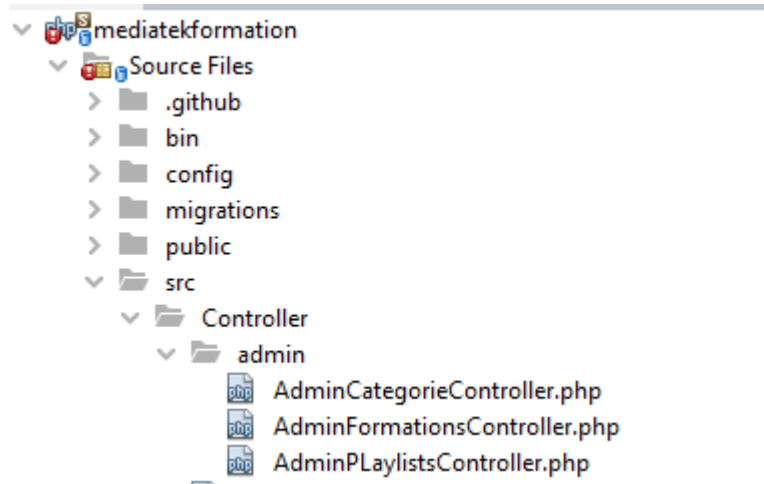 mediatekformation
Source Files
.github
bin
config
migrations
public
src
Controller
admin
AdminCategorieController.php
AdminFormationsController.php
AdminPLaylistsController.php